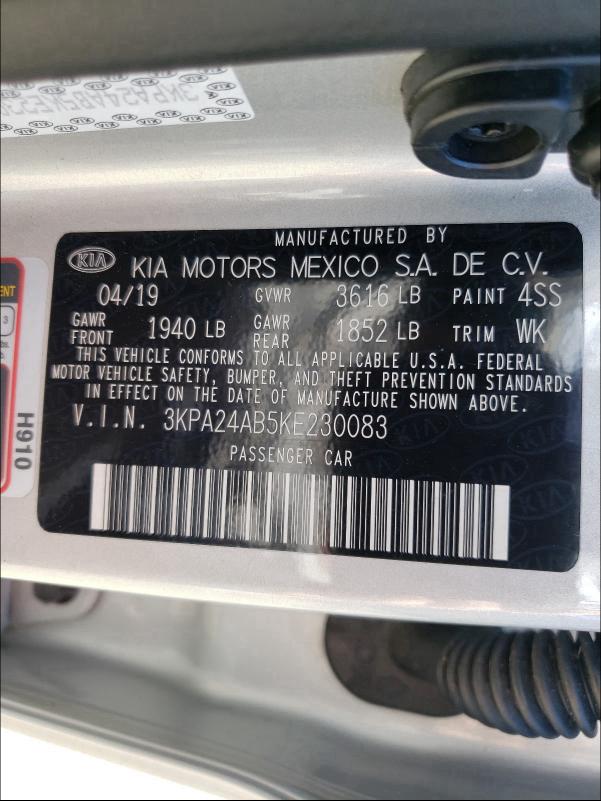 MANUFACTURED BY
KIA KIA MOTORS MEXICO S.A. DE C.V.
04/19 GVWR 3616 LB PAINT 4SS
GAWR FRONT 1940 LB GAWR REAR 1852 LB TRIM WK
THIS VEHICLE CONFORMS TO ALL APPLICABLE U.S.A. FEDERAL
MOTOR VEHICLE SAFETY, BUMPER, AND THEFT PREVENTION STANDARDS
IN EFFECT ON THE DATE OF MANUFACTURE SHOWN ABOVE.
V.I.N. 3KPA24AB5KE230083
PASSENGER CAR
H910
3